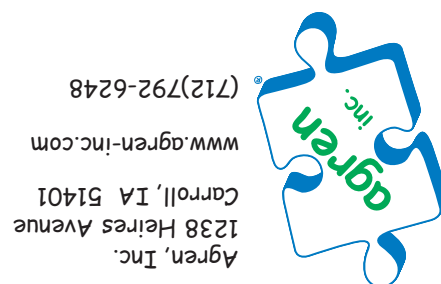 agren
inc.
®
Agren, Inc.
1238 Heires Avenue
Carroll, IA 51401
www.agren-inc.com
(712)792-6248